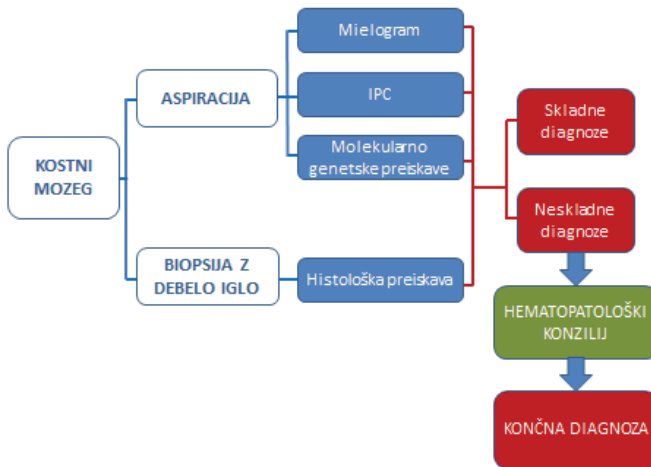 KOSTNI
MOZEG
ASPIRACIJA
BIOPSIJA Z
DEBELO IGLO
Mielogram
IPC
Molekularno
genetske preiskave
Histološka preiskava
Skladne
diagnoze
Neskladne
diagnoze
HEMATOPATOLOŠKI
KONZILIJ
KONČNA DIAGNOZA